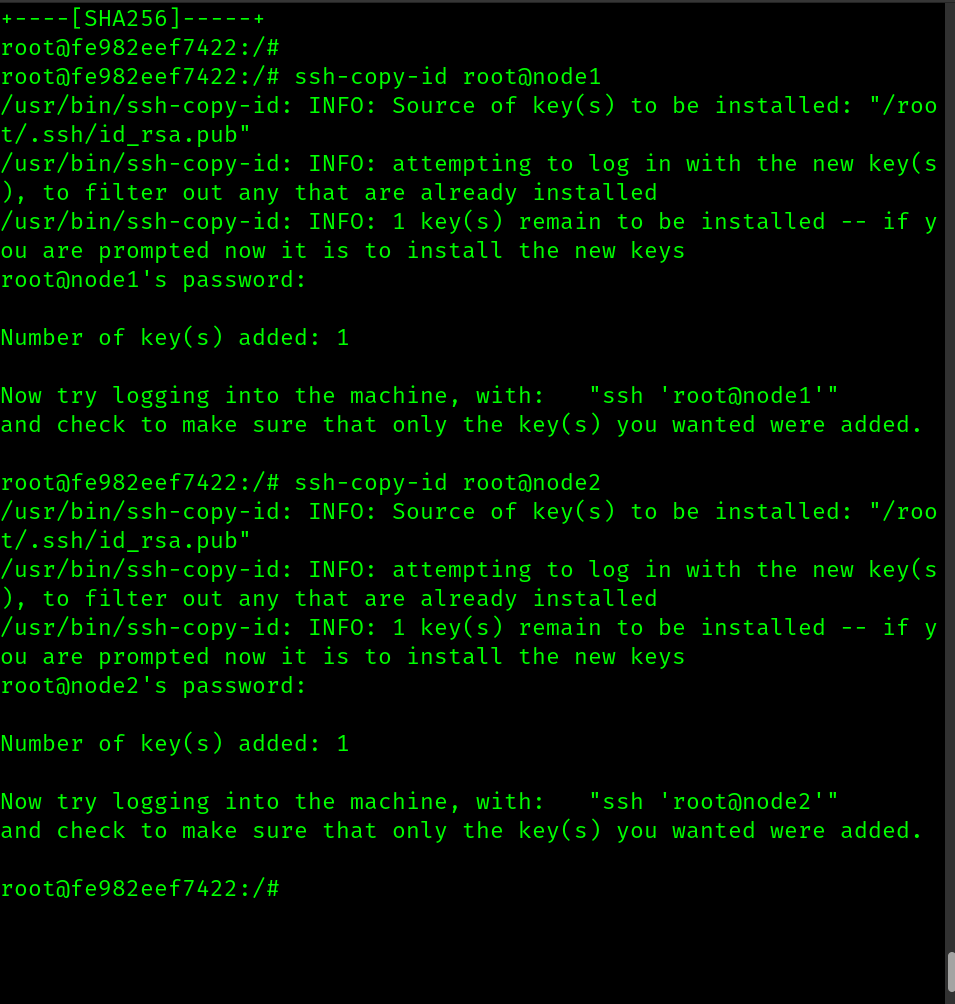 +----[SHA256]-----+
root@fe982eef7422:/#
root@fe982eef7422:/# ssh-copy-id root@node1
/usr/bin/ssh-copy-id: INFO: Source of key(s) to be installed: "/roo
t/.ssh/id_rsa.pub"
/usr/bin/ssh-copy-id: INFO: attempting to log in with the new key(s
), to filter out any that are already installed
/usr/bin/ssh-copy-id: INFO: 1 key(s) remain to be installed -- if y
ou are prompted now it is to install the new keys
root@node1's password:
Number of key(s) added: 1
Now try logging into the machine, with:   "ssh 'root@node1'"
and check to make sure that only the key(s) you wanted were added.
root@fe982eef7422:/# ssh-copy-id root@node2
/usr/bin/ssh-copy-id: INFO: Source of key(s) to be installed: "/roo
t/.ssh/id_rsa.pub"
/usr/bin/ssh-copy-id: INFO: attempting to log in with the new key(s
), to filter out any that are already installed
/usr/bin/ssh-copy-id: INFO: 1 key(s) remain to be installed -- if y
ou are prompted now it is to install the new keys
root@node2's password:
Number of key(s) added: 1
Now try logging into the machine, with:   "ssh 'root@node2'"
and check to make sure that only the key(s) you wanted were added.
root@fe982eef7422:/#